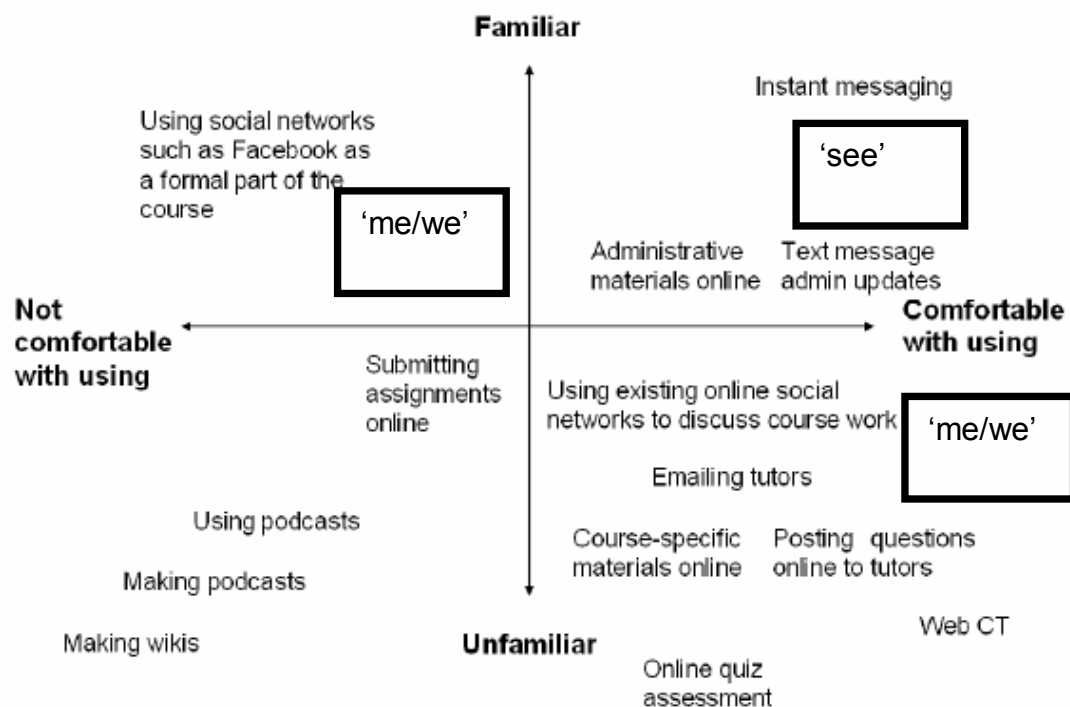 Familiar
Instant messaging
Using social networks
such as Facebook as
a formal part of the
course
‘see’
‘me/we’
Administrative
materials online
Text message
admin updates
Not
comfortable
with using
Comfortable
with using
Submitting
assignments
online
Using existing online social
networks to discuss course work
‘me/we’
Emailing tutors
Using podcasts
Course-specific
materials online
Posting questions
online to tutors
Making podcasts
Making wikis
Unfamiliar
Web CT
Online quiz
assessment